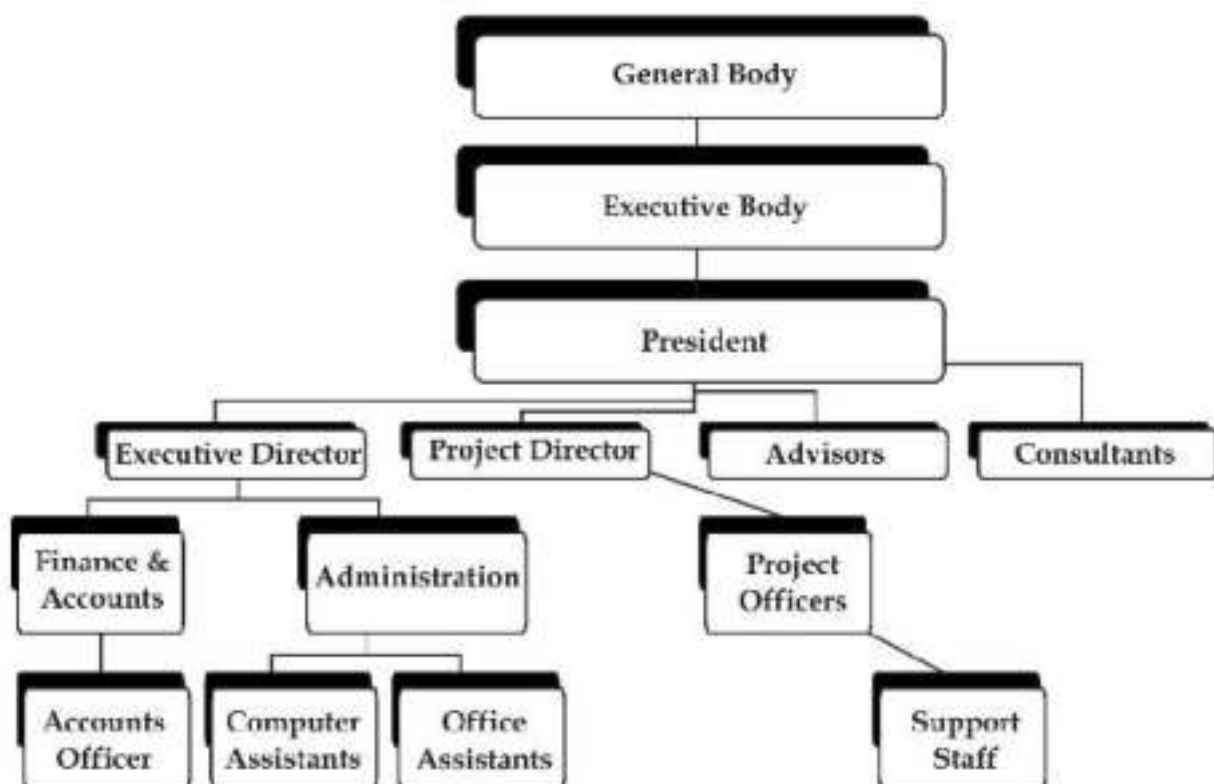 General Body
Executive Body
President
Executive Director
Project Director
Advisors
Consultants
Finance &
Accounts
Administration
Project
Officers
Accounts
Officer
Computer
Assistants
Office
Assistants
Support
Staff